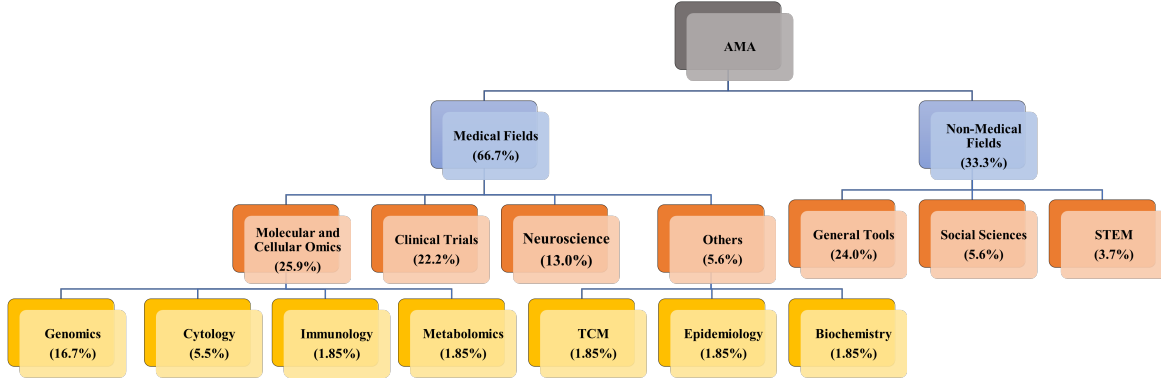 AMA
Medical Fields
(66.7%)
Non-Medical
Fields
(33.3%)
Molecular and
Cellular Omics
(25.9%)
Clinical Trials
(22.2%)
Neuroscience
(13.0%)
Others
(5.6%)
General Tools
(24.0%)
Social Sciences
(5.6%)
STEM
(3.7%)
Genomics
(16.7%)
Cytology
(5.5%)
Immunology
(1.85%)
Metabolomics
(1.85%)
TCM
(1.85%)
Epidemiology
(1.85%)
Biochemistry
(1.85%)